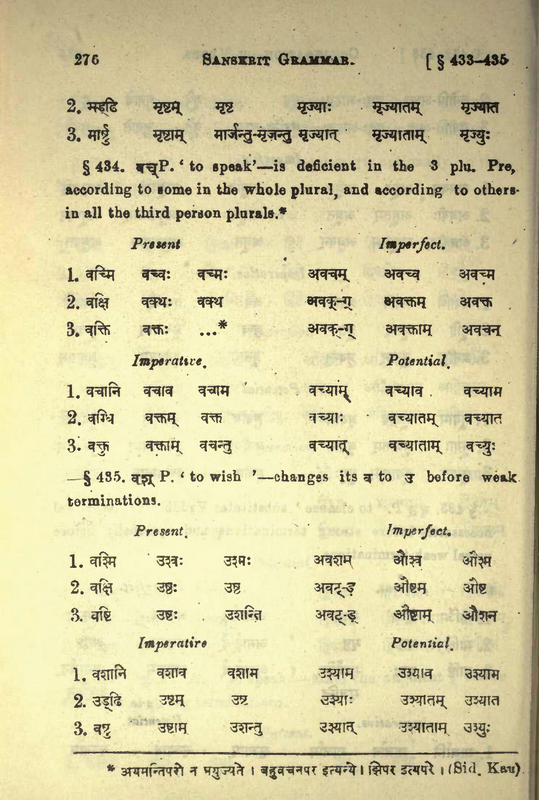 276 SANSKRIT GRAMMAR. [ § 433-435
2. मृड्ढि मृष्टम् मृष्ट मृज्याः मृज्यातम् मृज्यात
3. मार्ष्टु मृष्टाम् मार्जन्तु-मृजन्तु मृज्यात् मृज्याताम् मृज्युः
§ 434. वच् P. ' to speak'—is deficient in the 3 plu. Pre,
according to some in the whole plural, and according to others
in all the third person plurals.*
Present Imperfect.
1. वच्मि वच्वः वच्मः अवचम् अवच्व अवच्म
2. वक्षि वक्थः वक्थ अवक्-ग् अवक्तम् अवक्त
3. वक्ति वक्तः ...* अवक्-ग् अवक्ताम् अवचन्
Imperative. Potential.
1. वचानि वचाव वचाम वच्याम् वच्याव वच्याम
2. वग्धि वक्तम् वक्त वच्याः वच्यातम् वच्यात
3. वक्तु वक्ताम् वचन्तु वच्यात् वच्याताम् वच्युः
—§ 435. वश् P. ' to wish '—changes its व to उ before weak
terminations.
Present. Imperfect.
1. वश्मि उश्वः उश्मः अवशम् औश्व औश्म
2. वक्षि उष्ठः उष्ठ अवट्-ड् औष्टम् औष्ट
3. वष्टि उष्टः उशन्ति अवट्-ड् औष्टाम् औशन्
Imperative Potential.
1. वशानि वशाव वशाम उश्याम् उश्याव उश्याम
2. उड्ढि उष्टम् उष्ट उश्याः उश्यातम् उश्यात
3. वष्टु उष्टाम् उशन्तु उश्यात् उश्याताम् उश्युः
* अयमन्तिपरो न प्रयुज्यते । बहुवचनपर इत्यन्ये । झिपर इत्यपरे । (Sid. Kau)